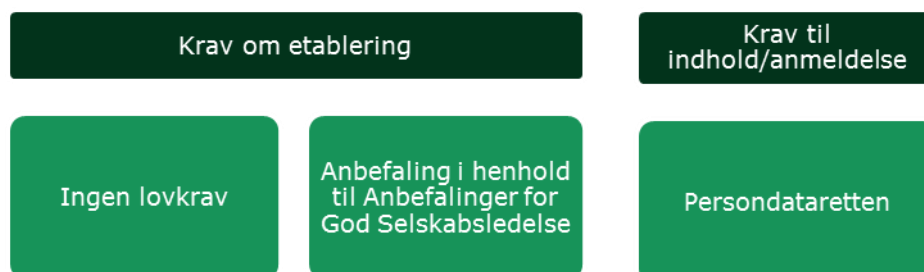 Krav om etablering
Krav til
indhold/anmeldelse
Ingen lovkrav
Anbefaling i henhold
til Anbefalinger for
God Selskabsledelse
Persondataretten